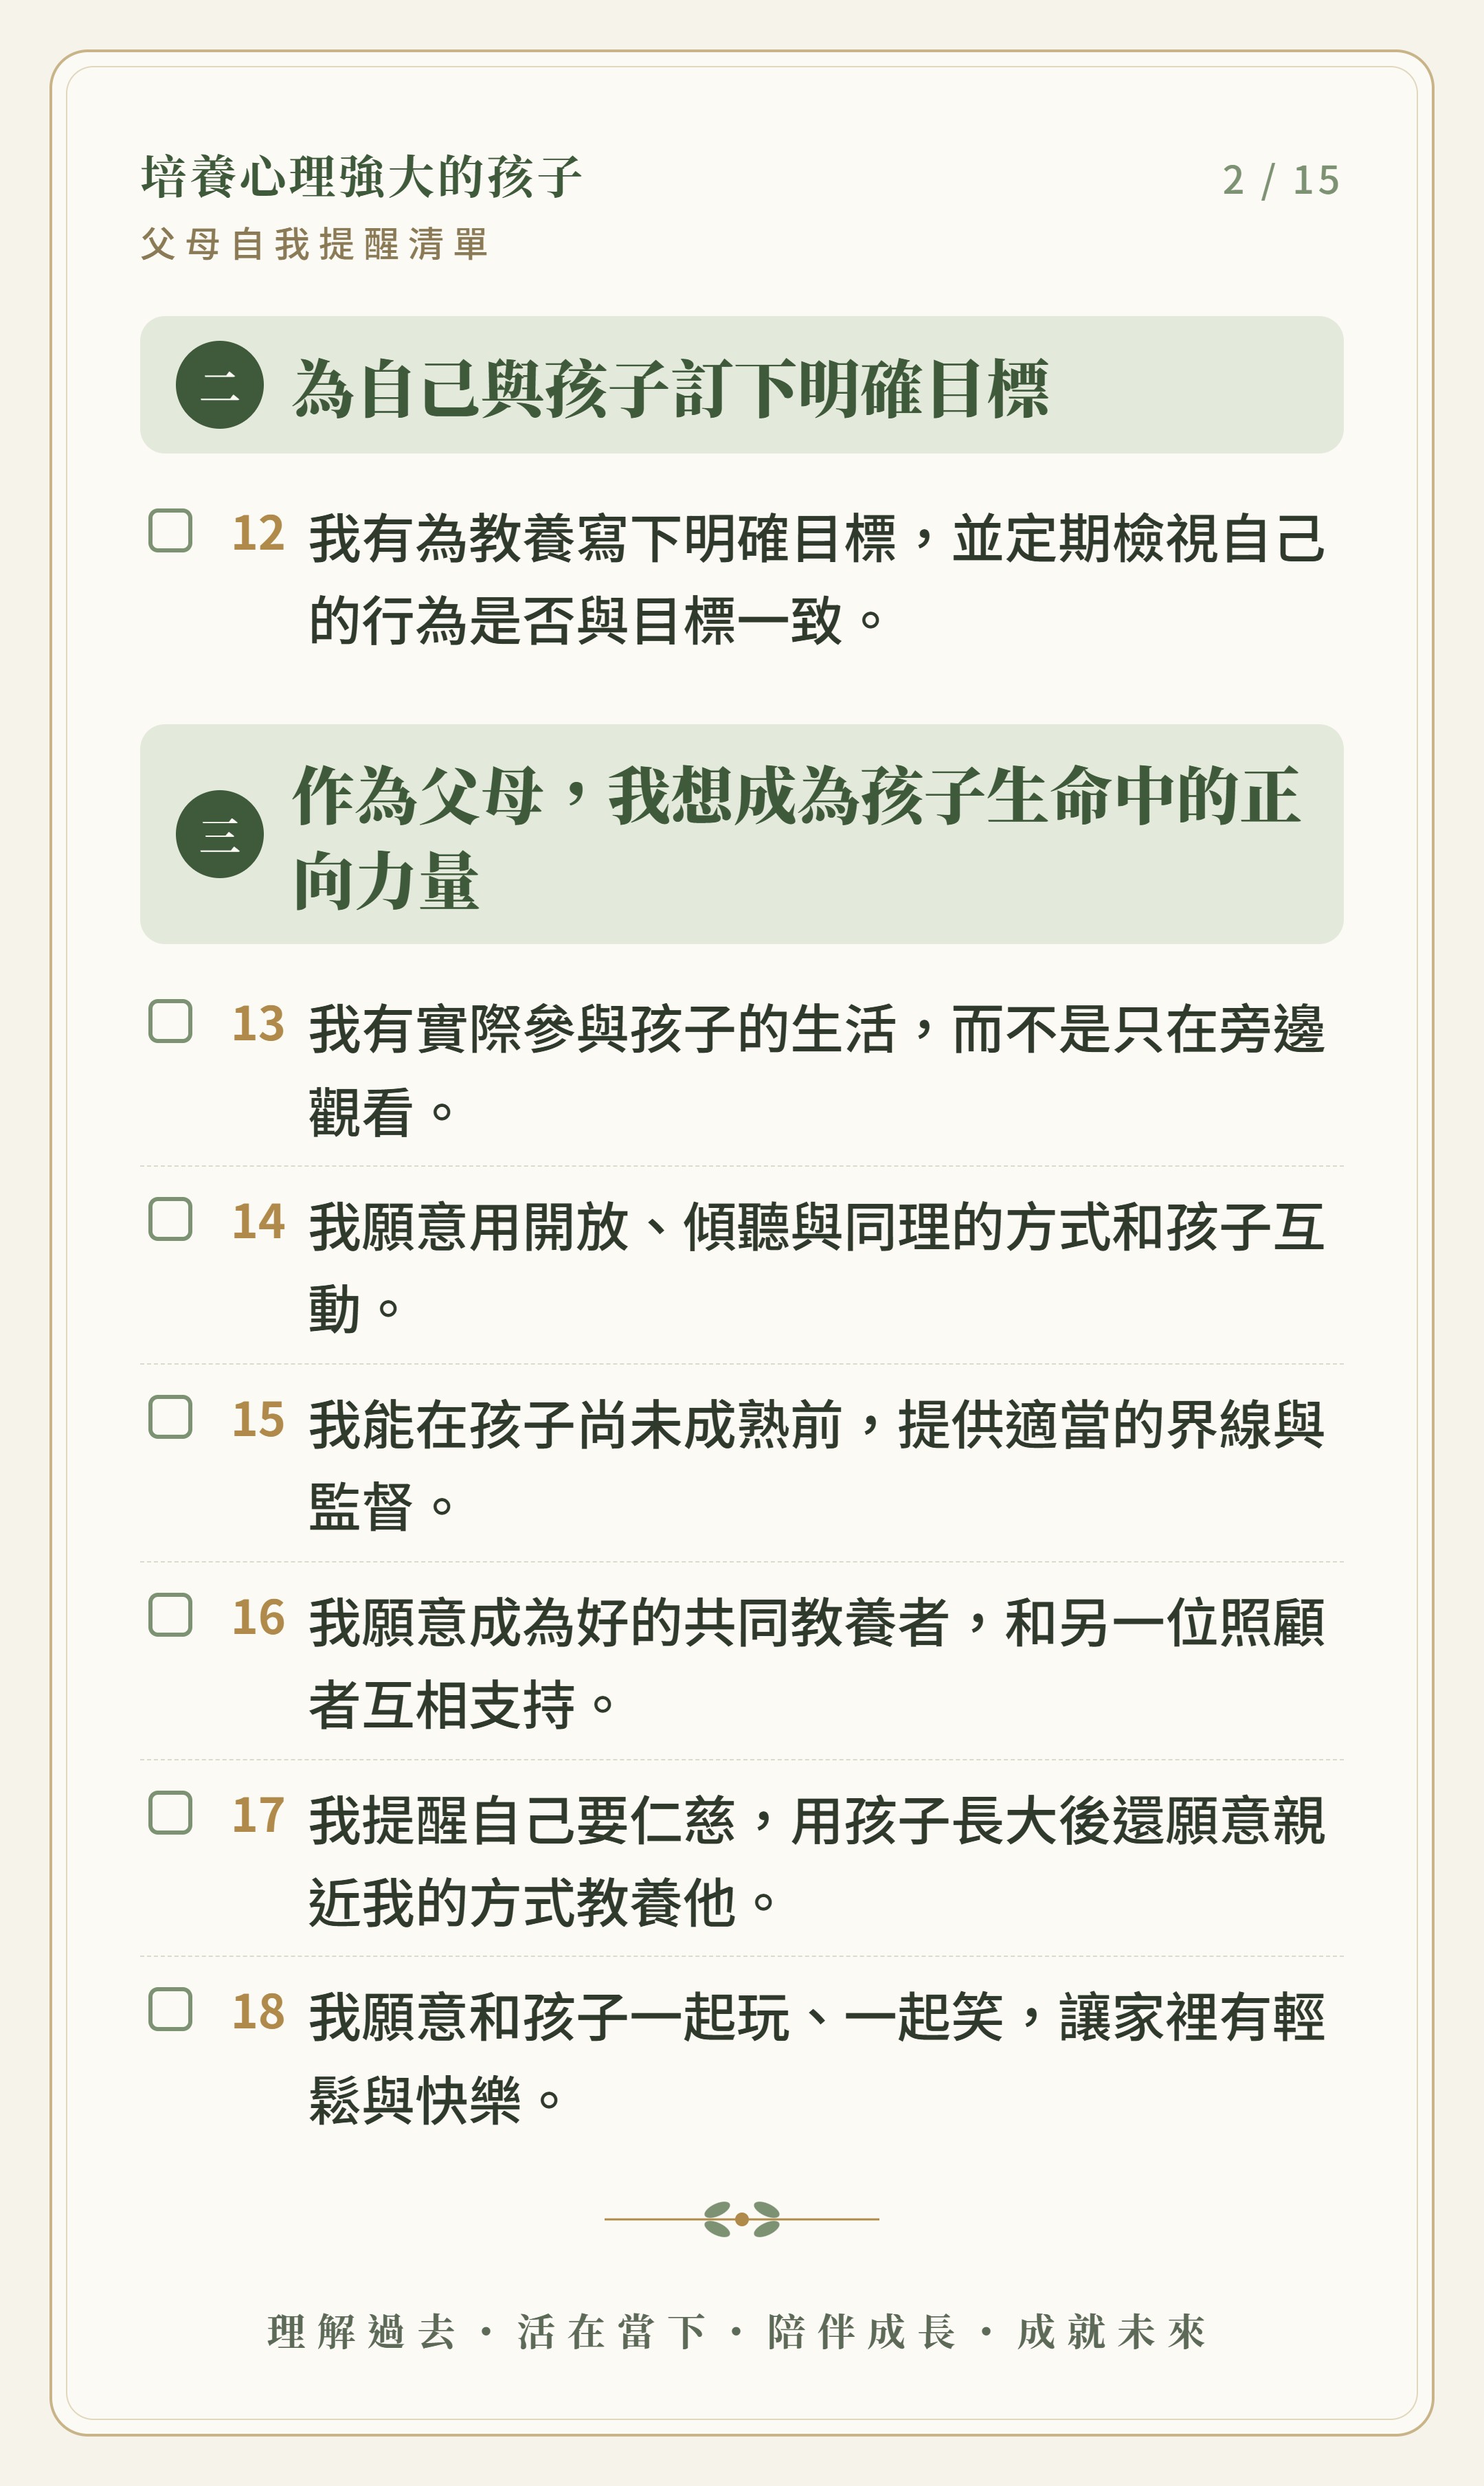 培養心理強大的孩子
2 / 15
父母自我提醒清單
二 為自己與孩子訂下明確目標
12 我有為教養寫下明確目標，並定期檢視自己
的行為是否與目標一致。
三 作為父母，我想成為孩子生命中的正
向力量
13 我有實際參與孩子的生活，而不是只在旁邊
觀看。
14 我願意用開放、傾聽與同理的方式和孩子互
動。
15 我能在孩子尚未成熟前，提供適當的界線與
監督。
16 我願意成為好的共同教養者，和另一位照顧
者互相支持。
17 我提醒自己要仁慈，用孩子長大後還願意親
近我的方式教養他。
18 我願意和孩子一起玩、一起笑，讓家裡有輕
鬆與快樂。
理解過去・活在當下・陪伴成長・成就未來